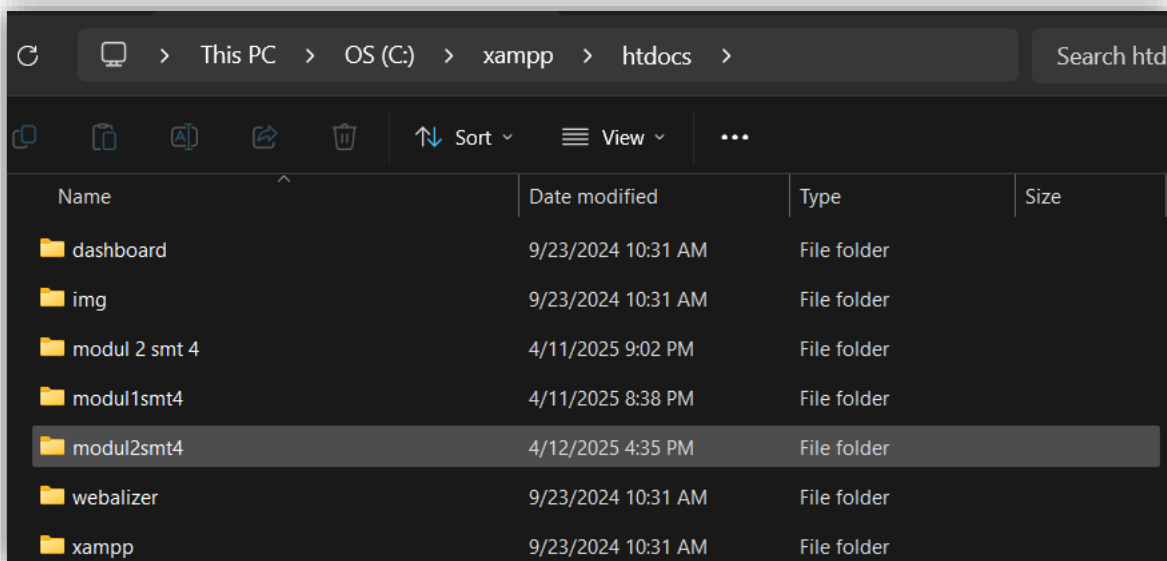 This PC > OS (C:) > xampp > htdocs > Search htd
Sort View
Name Date modified Type Size
dashboard 9/23/2024 10:31 AM File folder
img 9/23/2024 10:31 AM File folder
modul 2 smt 4 4/11/2025 9:02 PM File folder
modul1smt4 4/11/2025 8:38 PM File folder
modul2smt4 4/12/2025 4:35 PM File folder
webalizer 9/23/2024 10:31 AM File folder
xampp 9/23/2024 10:31 AM File folder